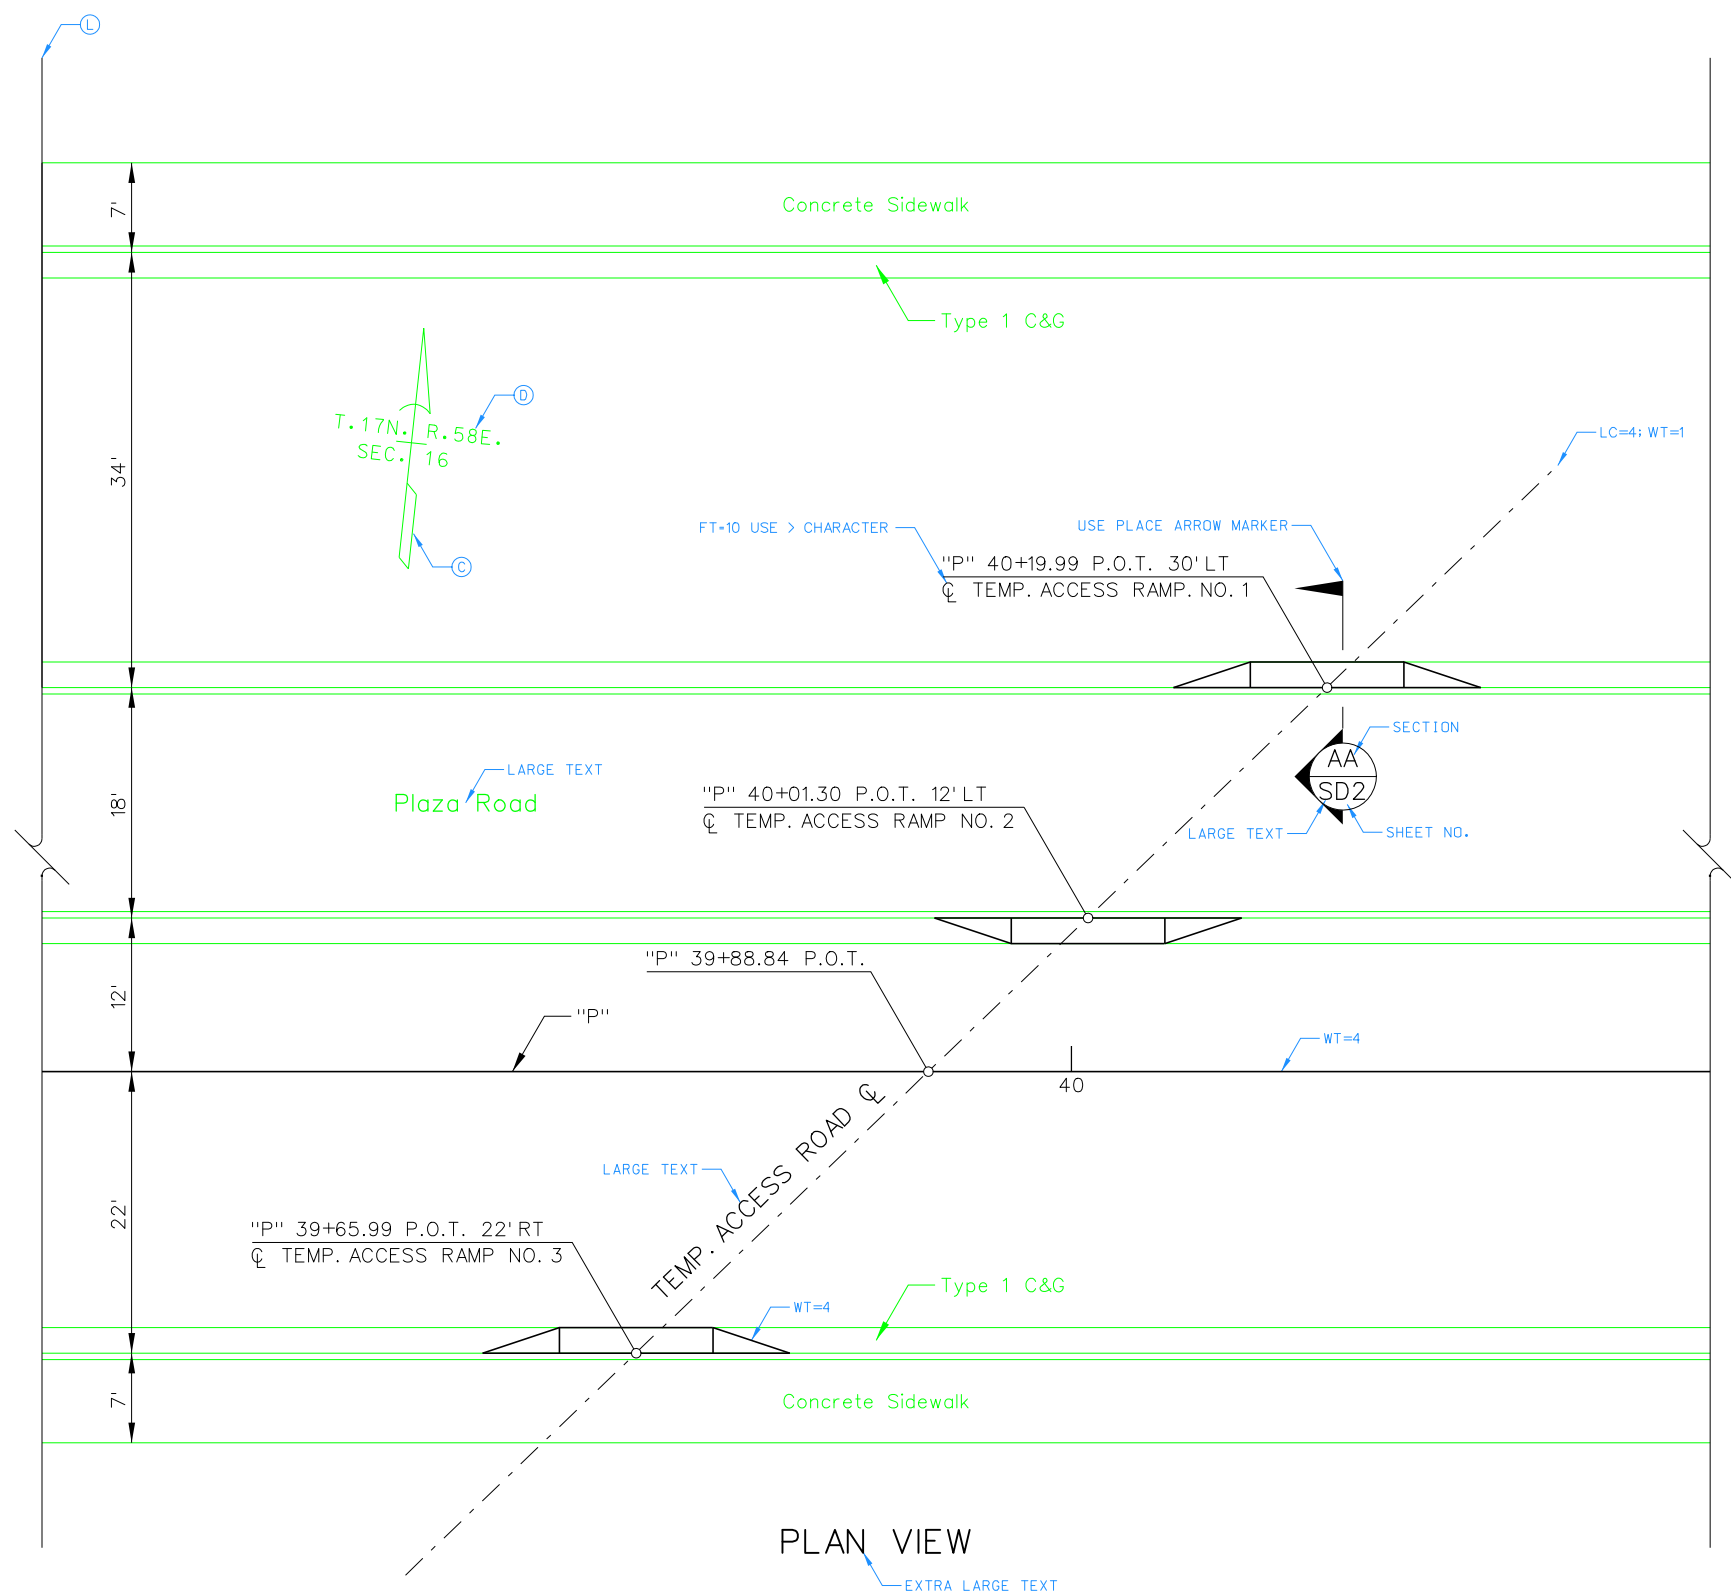 L
7'
Concrete Sidewalk
Type 1 C&G
D
T.17N. R.58E.
SEC. 16
LC=4; WT=1
34'
FT=10 USE > CHARACTER
USE PLACE ARROW MARKER
C
"P" 40+19.99 P.O.T. 30' LT
℄ TEMP. ACCESS RAMP. NO. 1
SECTION
AA
SD2
LARGE TEXT
SHEET NO.
LARGE TEXT
Plaza Road
18'
"P" 40+01.30 P.O.T. 12' LT
℄ TEMP. ACCESS RAMP NO. 2
"P" 39+88.84 P.O.T.
12'
"P"
WT=4
40
TEMP. ACCESS ROAD ℄
LARGE TEXT
22'
"P" 39+65.99 P.O.T. 22' RT
℄ TEMP. ACCESS RAMP NO. 3
Type 1 C&G
WT=4
7'
Concrete Sidewalk
PLAN VIEW
EXTRA LARGE TEXT